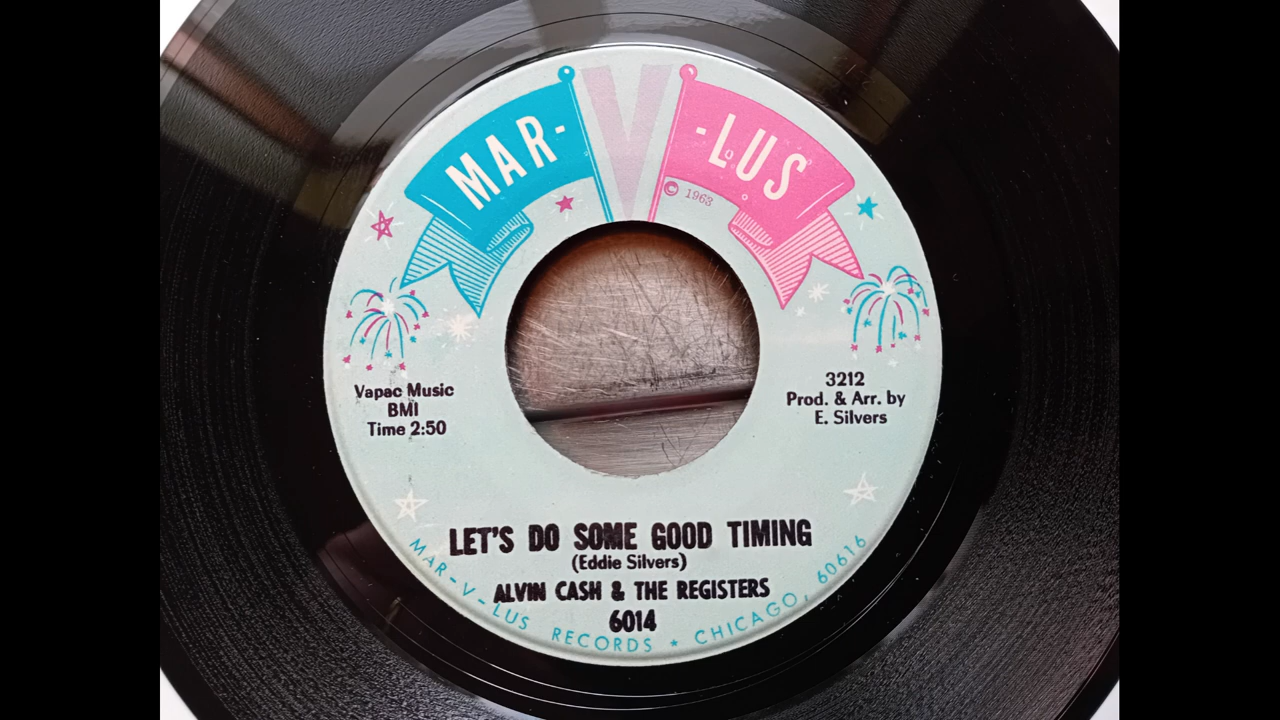 MAR-V-LUS
© 1963
Vapac Music
BMI
Time 2:50
3212
Prod. & Arr. by
E. Silvers
LET'S DO SOME GOOD TIMING
(Eddie Silvers)
ALVIN CASH & THE REGISTERS
6014
MAR-V-LUS RECORDS ★ CHICAGO, 60616